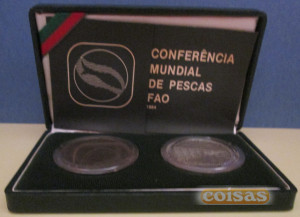 CONFERÊNCIA
MUNDIAL
DE PESCAS
FAO
coisas